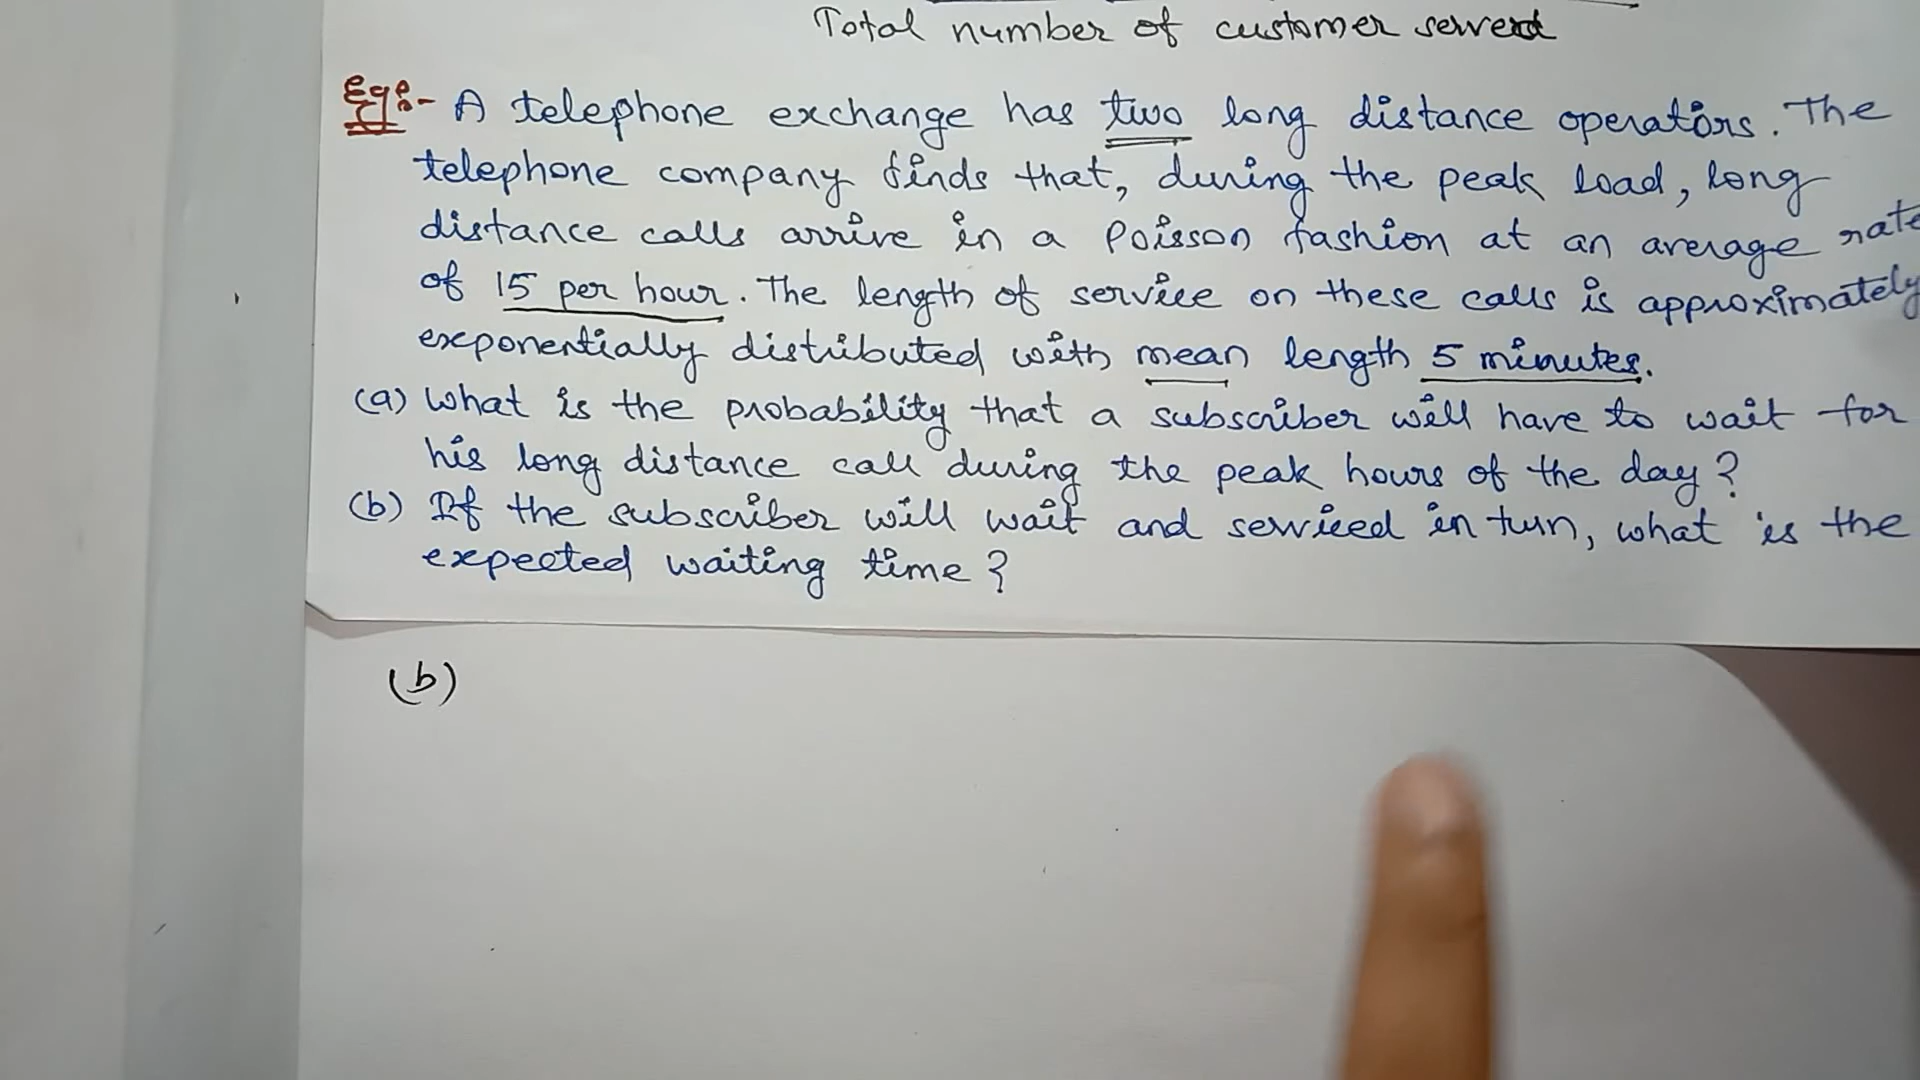 Total number of customer served
Eg:- A telephone exchange has two long distance operators. The
telephone company finds that, during the peak load, long
distance calls arrive in a Poisson fashion at an average rate
of 15 per hour. The length of service on these calls is approximately
exponentially distributed with mean length 5 minutes.
(a) What is the probability that a subscriber will have to wait for
his long distance call during the peak hours of the day?
(b) If the subscriber will wait and serviced in turn, what is the
expected waiting time?
(b)